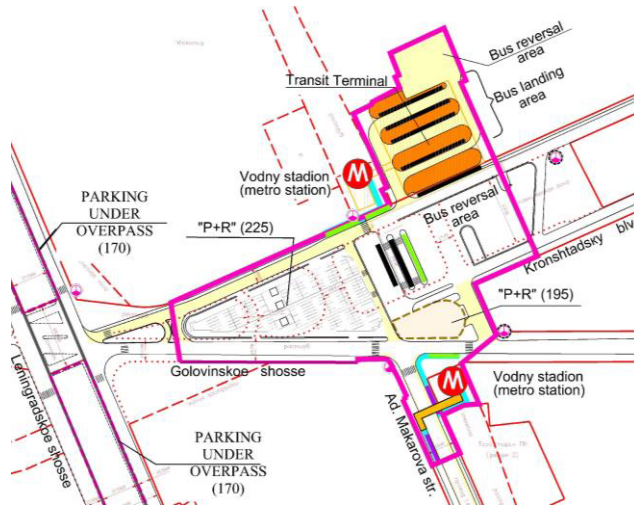 Bus reversal
area
Transit Terminal
Bus landing
area
M
Vodny stadion
(metro station)
PARKING
UNDER
OVERPASS
(170)
"P+R" (225)
Bus reversal
area
Kronshtadsky blv
"P+R" (195)
Golovinskoe shosse
M
Vodny stadion
(metro station)
Leningradskoe shosse
Ad. Makarova str.
PARKING
UNDER
OVERPASS
(170)